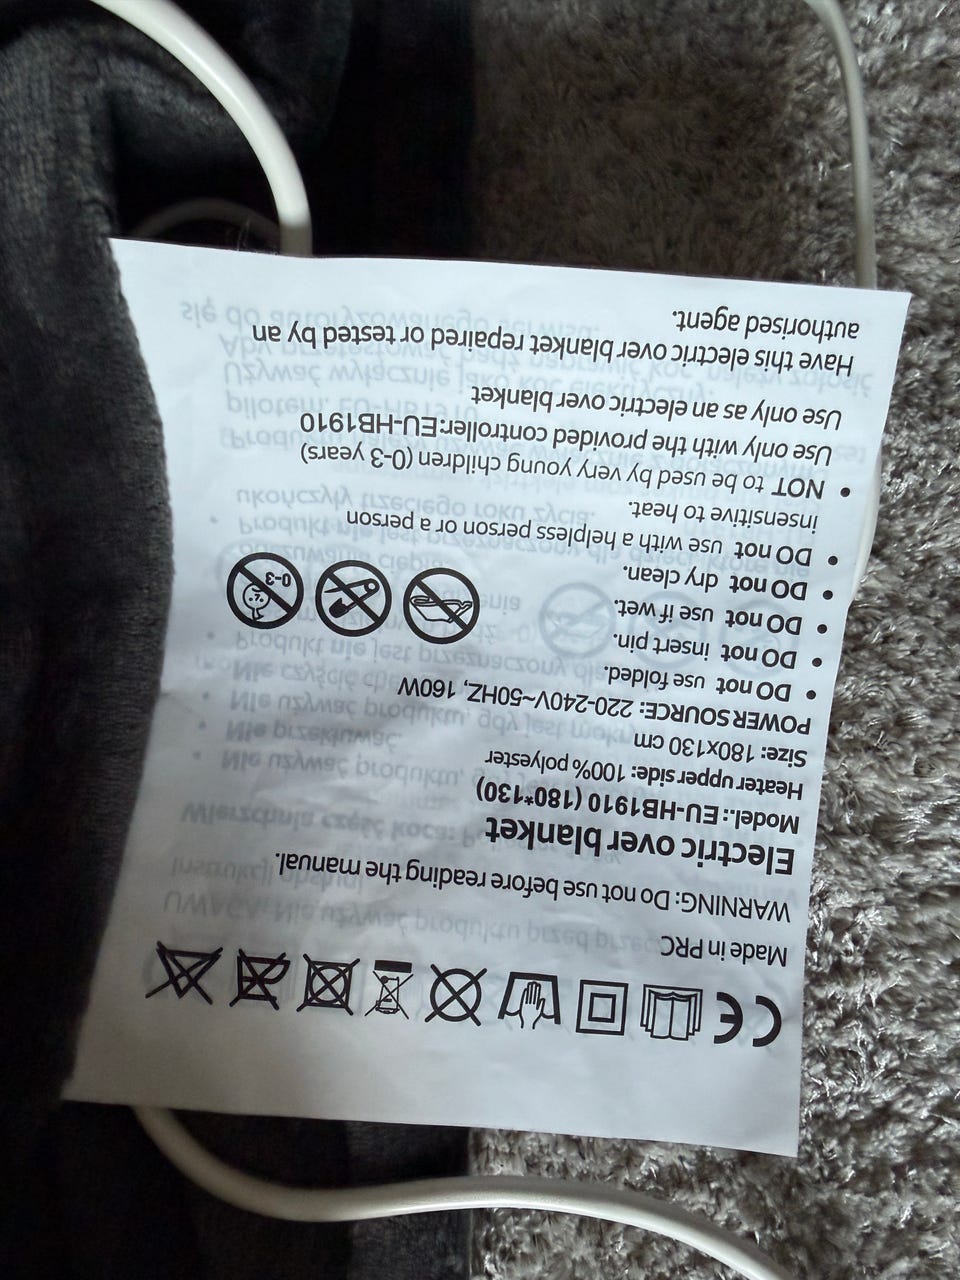 CE
Made in PRC
WARNING: Do not use before reading the manual.
Electric over blanket
Model.: EU-HB1910 (180*130)
Heater upper side: 100% polyester
Size: 180x130 cm
POWER SOURCE: 220-240V~50HZ, 160W
• DO not use folded.
• DO not insert pin.
• DO not use if wet.
• DO not dry clean.
• DO not use with a helpless person or a person
insensitive to heat.
• NOT to be used by very young children (0-3 years)
0-3
Use only with the provided controller:EU-HB1910
Use only as an electric over blanket
Have this electric over blanket repaired or tested by an
authorised agent.